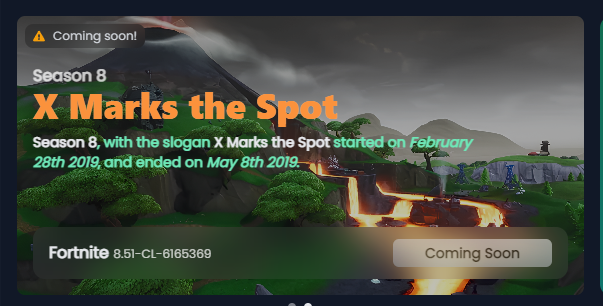 Coming soon!
Season 8
X Marks the Spot
Season 8, with the slogan X Marks the Spot started on February
28th 2019, and ended on May 8th 2019.
Fortnite 8.51-CL-6165369
Coming Soon